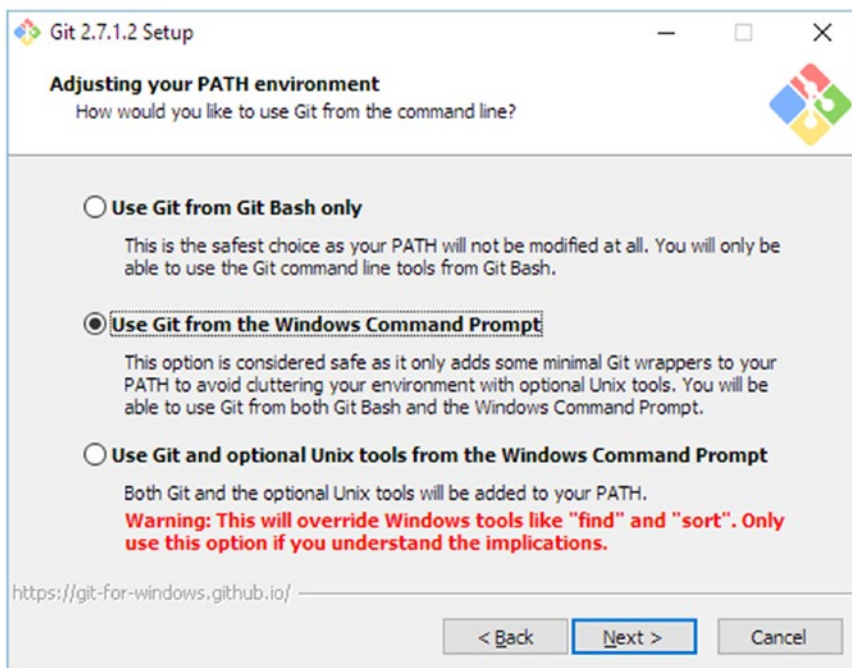 Git 2.7.1.2 Setup
Adjusting your PATH environment
How would you like to use Git from the command line?
Use Git from Git Bash only
This is the safest choice as your PATH will not be modified at all. You will only be
able to use the Git command line tools from Git Bash.
Use Git from the Windows Command Prompt
This option is considered safe as it only adds some minimal Git wrappers to your
PATH to avoid cluttering your environment with optional Unix tools. You will be
able to use Git from both Git Bash and the Windows Command Prompt.
Use Git and optional Unix tools from the Windows Command Prompt
Both Git and the optional Unix tools will be added to your PATH.
Warning: This will override Windows tools like "find" and "sort". Only
use this option if you understand the implications.
https://git-for-windows.github.io/
< Back
Next >
Cancel